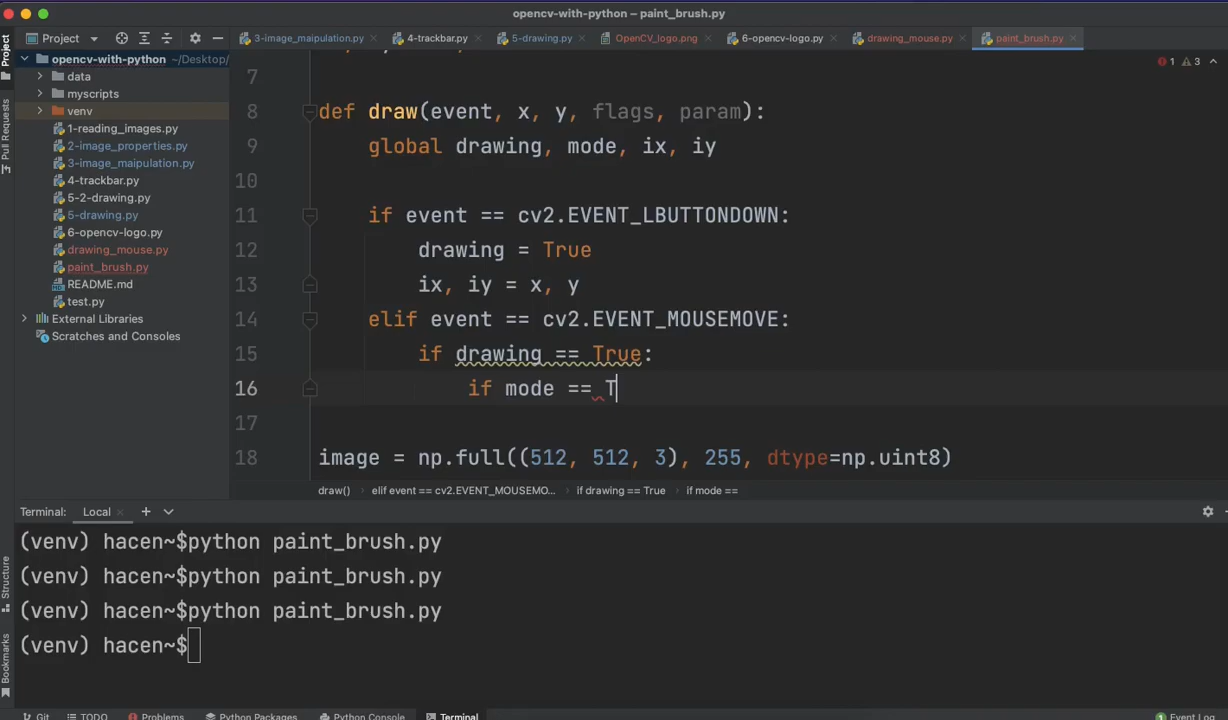 opencv-with-python – paint_brush.py
Project
3-image_maipulation.py
4-trackbar.py
5-drawing.py
OpenCV_logo.png
6-opencv-logo.py
drawing_mouse.py
paint_brush.py
opencv-with-python ~/Desktop/
data
myscripts
venv
1-reading_images.py
2-image_properties.py
3-image_maipulation.py
4-trackbar.py
5-2-drawing.py
5-drawing.py
6-opencv-logo.py
drawing_mouse.py
paint_brush.py
README.md
test.py
External Libraries
Scratches and Consoles
Project
Pull Requests
1 3
7
8 def draw(event, x, y, flags, param):
9 global drawing, mode, ix, iy
10
11 if event == cv2.EVENT_LBUTTONDOWN:
12 drawing = True
13 ix, iy = x, y
14 elif event == cv2.EVENT_MOUSEMOVE:
15 if drawing == True:
16 if mode == T
17
18 image = np.full((512, 512, 3), 255, dtype=np.uint8)
draw() elif event == cv2.EVENT_MOUSEMO... if drawing == True if mode ==
Terminal: Local
(venv) hacen~$python paint_brush.py
(venv) hacen~$python paint_brush.py
(venv) hacen~$python paint_brush.py
(venv) hacen~$
Structure
Bookmarks
Git TODO Problems Python Packages Python Console Terminal Event Log